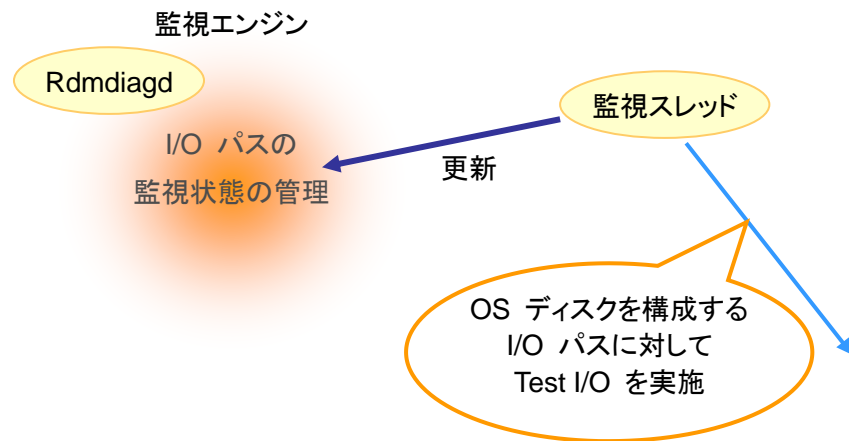 監視エンジン
Rdmdiagd
I/O パスの
監視状態の管理
監視スレッド
更新
OS ディスクを構成する
I/O パスに対して
Test I/O を実施